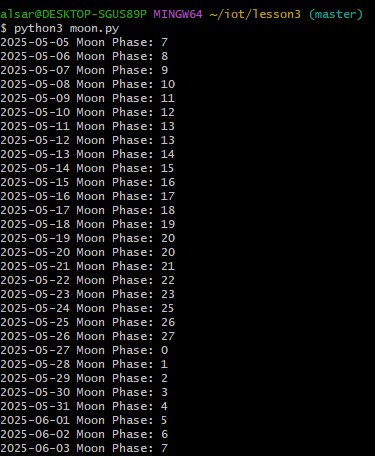 alsar@DESKTOP-SGUS89P MINGW64 ~/iot/lesson3 (master)
$ python3 moon.py
2025-05-05 Moon Phase: 7
2025-05-06 Moon Phase: 8
2025-05-07 Moon Phase: 9
2025-05-08 Moon Phase: 10
2025-05-09 Moon Phase: 11
2025-05-10 Moon Phase: 12
2025-05-11 Moon Phase: 13
2025-05-12 Moon Phase: 13
2025-05-13 Moon Phase: 14
2025-05-14 Moon Phase: 15
2025-05-15 Moon Phase: 16
2025-05-16 Moon Phase: 17
2025-05-17 Moon Phase: 18
2025-05-18 Moon Phase: 19
2025-05-19 Moon Phase: 20
2025-05-20 Moon Phase: 20
2025-05-21 Moon Phase: 21
2025-05-22 Moon Phase: 22
2025-05-23 Moon Phase: 23
2025-05-24 Moon Phase: 25
2025-05-25 Moon Phase: 26
2025-05-26 Moon Phase: 27
2025-05-27 Moon Phase: 0
2025-05-28 Moon Phase: 1
2025-05-29 Moon Phase: 2
2025-05-30 Moon Phase: 3
2025-05-31 Moon Phase: 4
2025-06-01 Moon Phase: 5
2025-06-02 Moon Phase: 6
2025-06-03 Moon Phase: 7